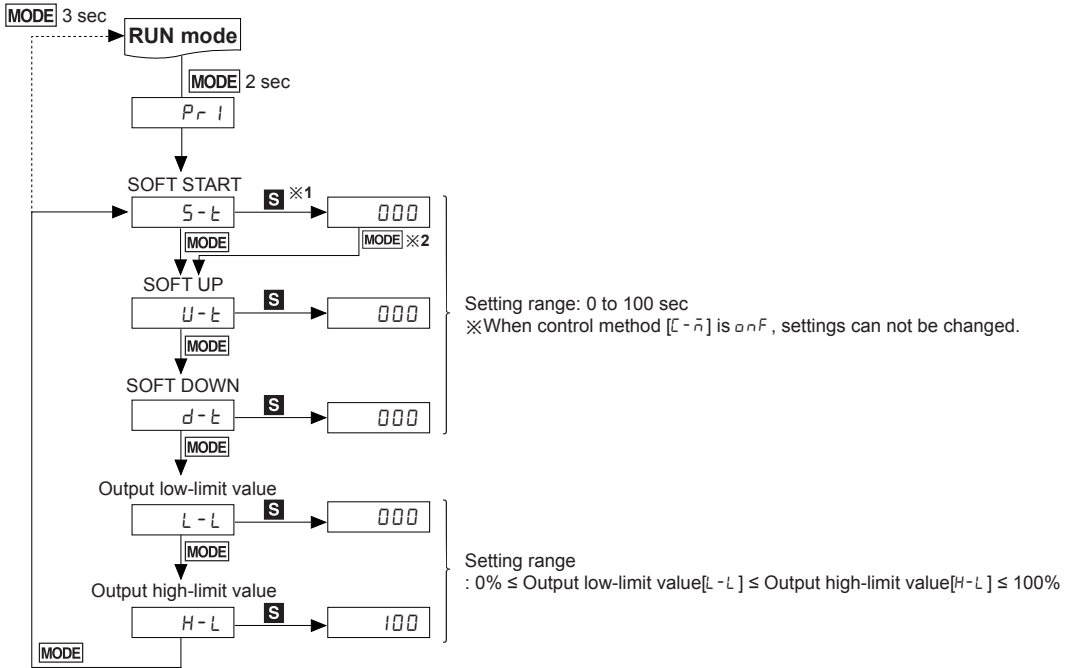 MODE 3 sec
RUN mode
MODE 2 sec
Pr1
SOFT START
S-t
S ※1
000
MODE
MODE ※2
SOFT UP
U-t
S
000
MODE
Setting range: 0 to 100 sec
※When control method [C-ñ] is onF, settings can not be changed.
SOFT DOWN
d-t
S
000
MODE
Output low-limit value
L-L
S
000
MODE
Setting range
: 0% ≤ Output low-limit value[L-L] ≤ Output high-limit value[H-L] ≤ 100%
Output high-limit value
H-L
S
100
MODE